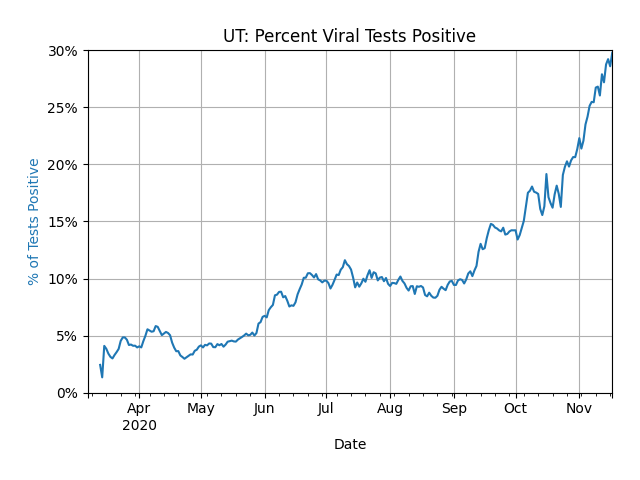 UT: Percent Viral Tests Positive
30%
25%
20%
15%
10%
5%
0%
% of Tests Positive
Apr May Jun Jul Aug Sep Oct Nov
2020
Date